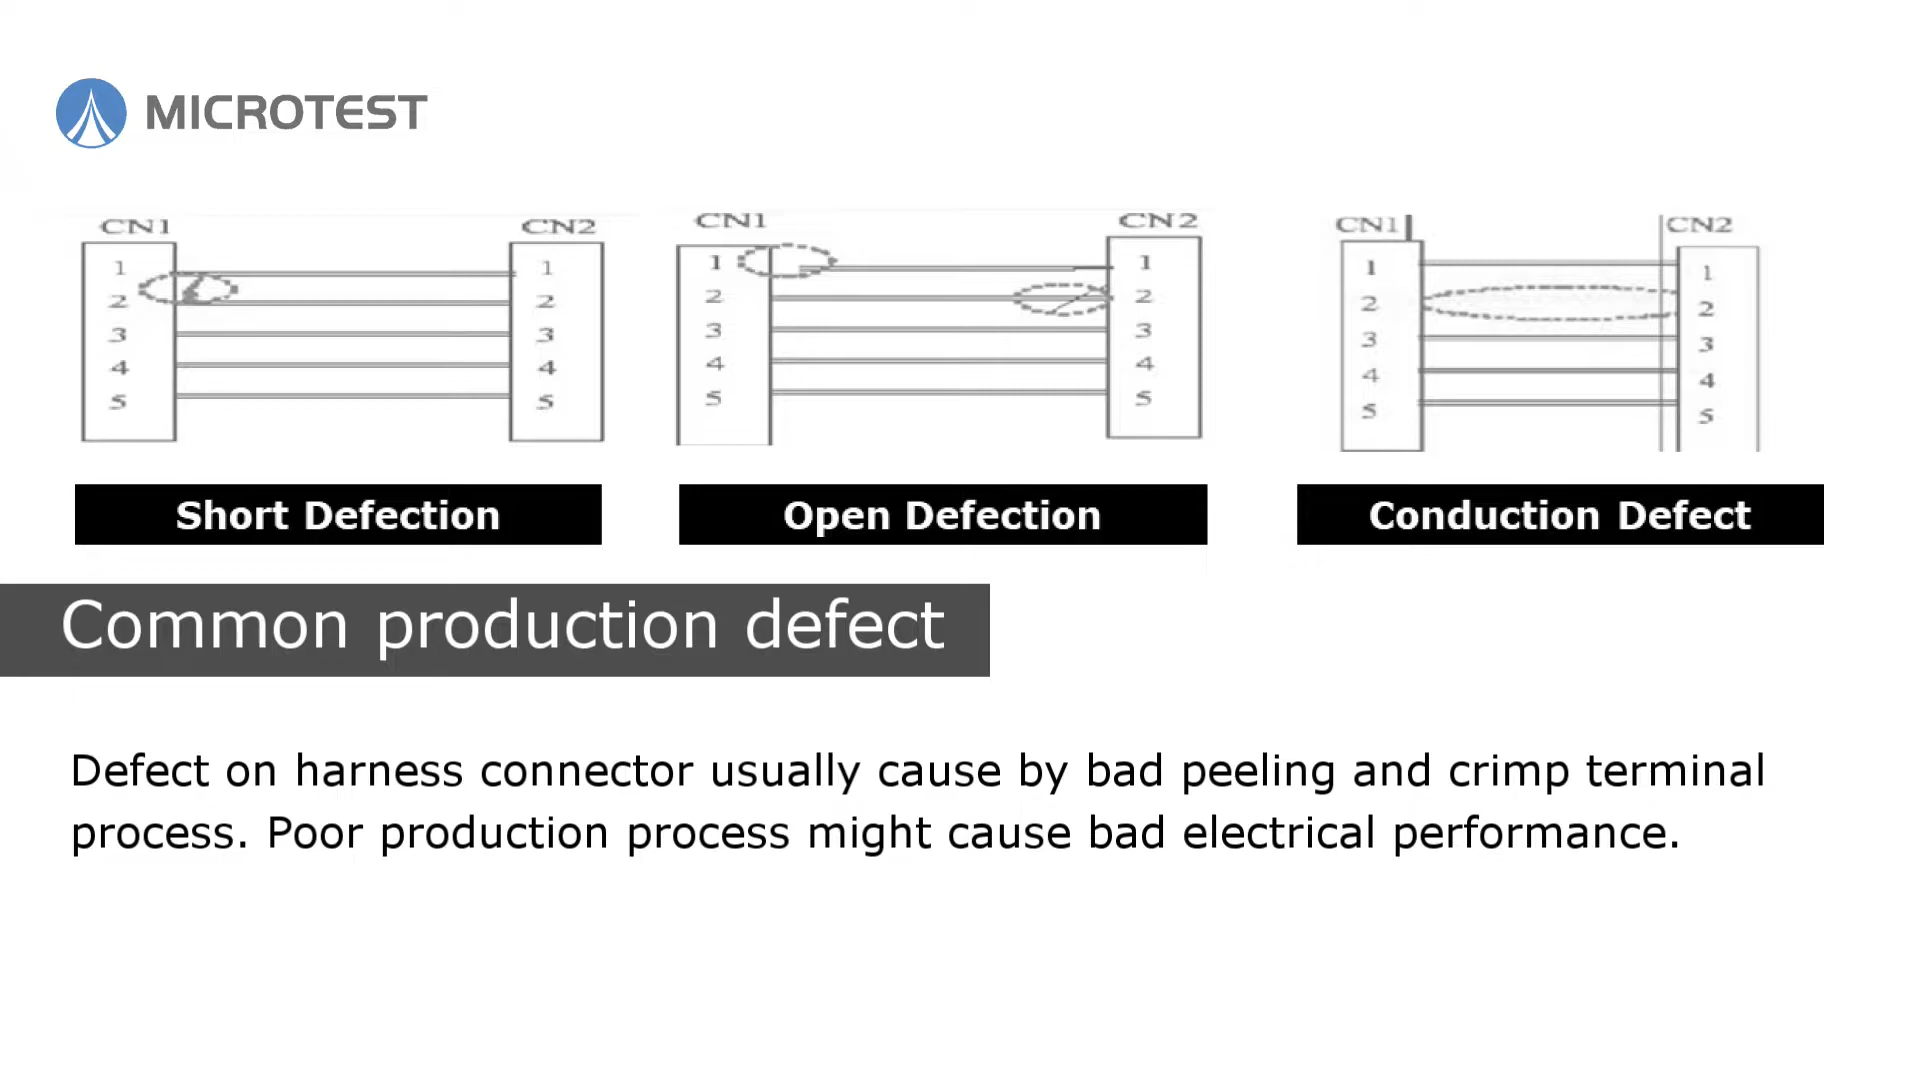 MICROTEST
CN1 CN2
1 1
2 2
3 3
4 4
5 5
Short Defection
CN1 CN2
1 1
2 2
3 3
4 4
5 5
Open Defection
CN1 CN2
1 1
2 2
3 3
4 4
5 5
Conduction Defect
Common production defect
Defect on harness connector usually cause by bad peeling and crimp terminal
process. Poor production process might cause bad electrical performance.